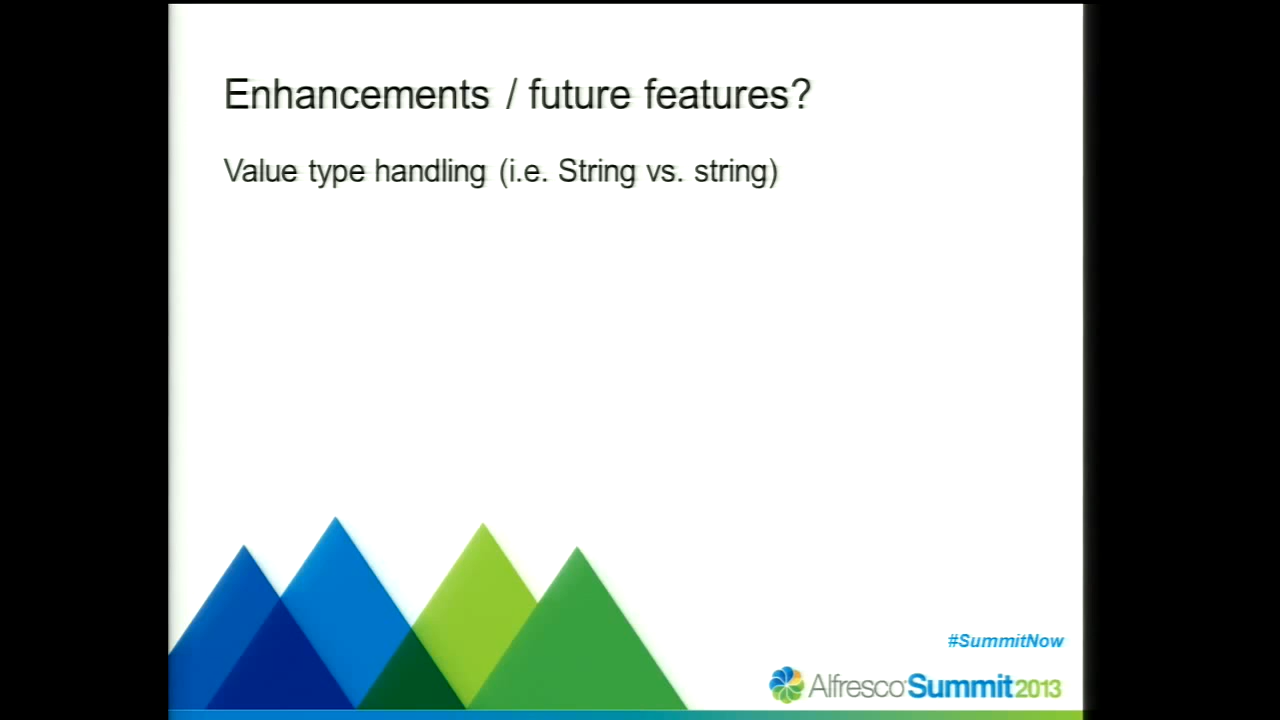 Enhancements / future features?
Value type handling (i.e. String vs. string)
#SummitNow
Alfresco Summit 2013